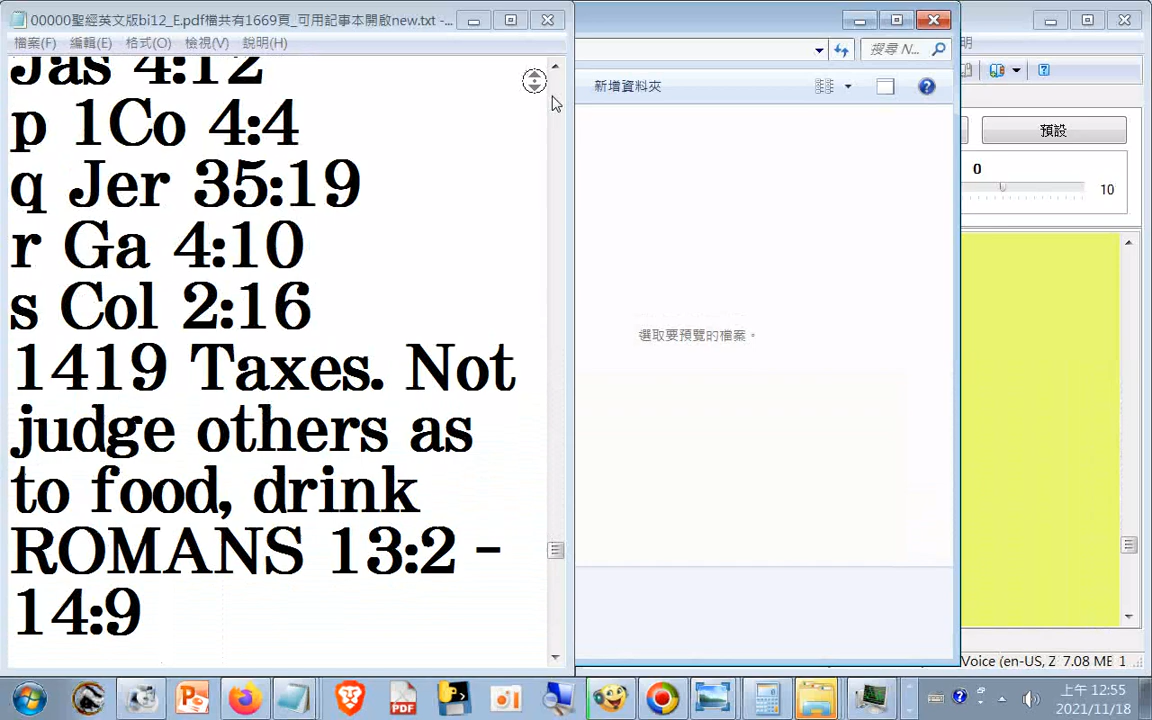 00000聖經英文版bi12_E.pdf檔共有1669頁_可用記事本開啟new.txt -...
檔案(F) 編輯(E) 格式(O) 檢視(V) 說明(H)
Jas 4:12
p 1Co 4:4
q Jer 35:19
r Ga 4:10
s Col 2:16
1419 Taxes. Not
judge others as
to food, drink
ROMANS 13:2 -
14:9
搜尋 N...
新增資料夾
選取要預覽的檔案。
明
預設
0
10
Voice (en-US, Z 7.08 MB 1
PDF
上午 12:55
2021/11/18